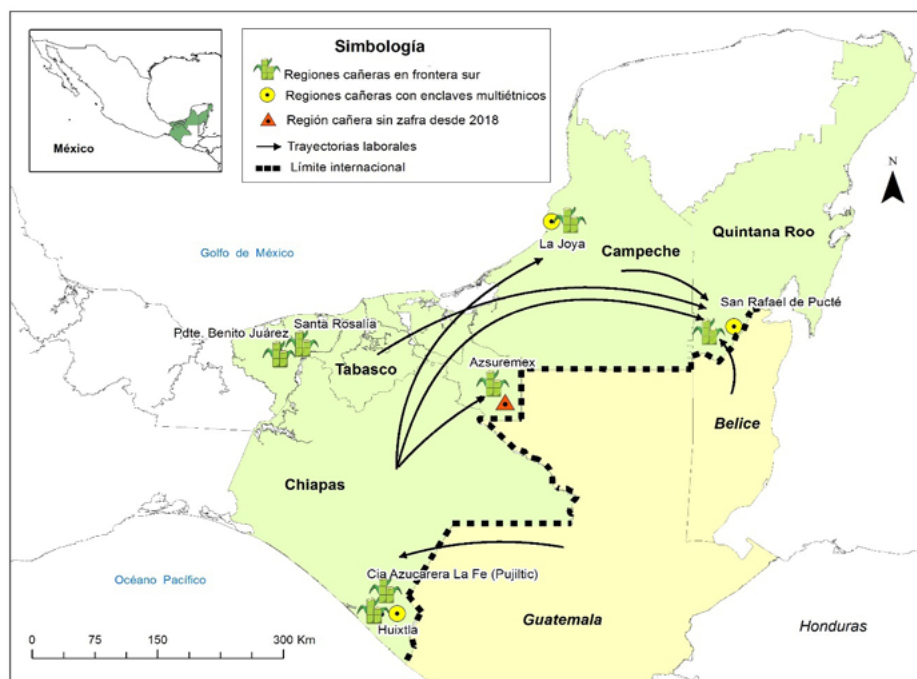 México
Simbología
Regiones cañeras en frontera sur
Regiones cañeras con enclaves multiétnicos
Región cañera sin zafra desde 2018
Trayectorias laborales
Límite internacional
N
Golfo de México
La Joya
Campeche
Quintana Roo
San Rafael de Pucté
Pdte. Benito Juárez
Santa Rosalía
Tabasco
Azsuremex
Belice
Chiapas
Océano Pacífico
Cia Azucarera La Fe (Pujiltic)
Huixtla
Guatemala
Honduras
0 75 150 300 Km